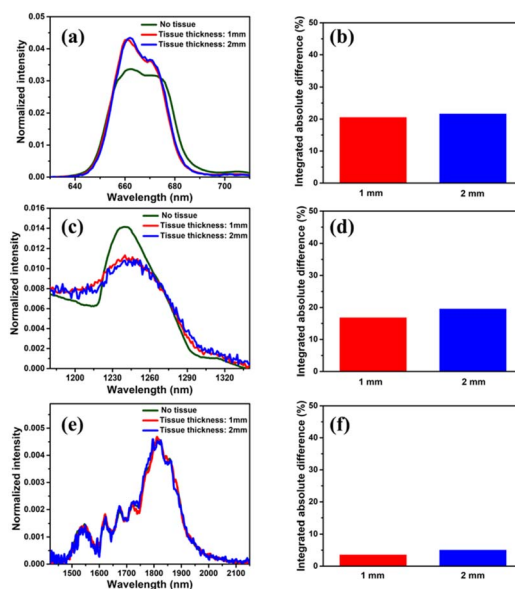 (a)
No tissue
Tissue thickness: 1mm
Tissue thickness: 2mm
Normalized intensity
0.05
0.04
0.03
0.02
0.01
0.00
640 660 680 700
Wavelength (nm)
(b)
Integrated absolute difference (%)
50
40
30
20
10
0
1 mm 2 mm
(c)
No tissue
Tissue thickness: 1mm
Tissue thickness: 2mm
Normalized intensity
0.016
0.014
0.012
0.010
0.008
0.006
0.004
0.002
0.000
1200 1230 1260 1290 1320
Wavelength (nm)
(d)
Integrated absolute difference (%)
50
40
30
20
10
0
1 mm 2 mm
(e)
No tissue
Tissue thickness: 1mm
Tissue thickness: 2mm
Normalized intensity
0.007
0.006
0.005
0.004
0.003
0.002
0.001
0.000
1500 1600 1700 1800 1900 2000 2100
Wavelength (nm)
(f)
Integrated absolute difference (%)
50
40
30
20
10
0
1 mm 2 mm